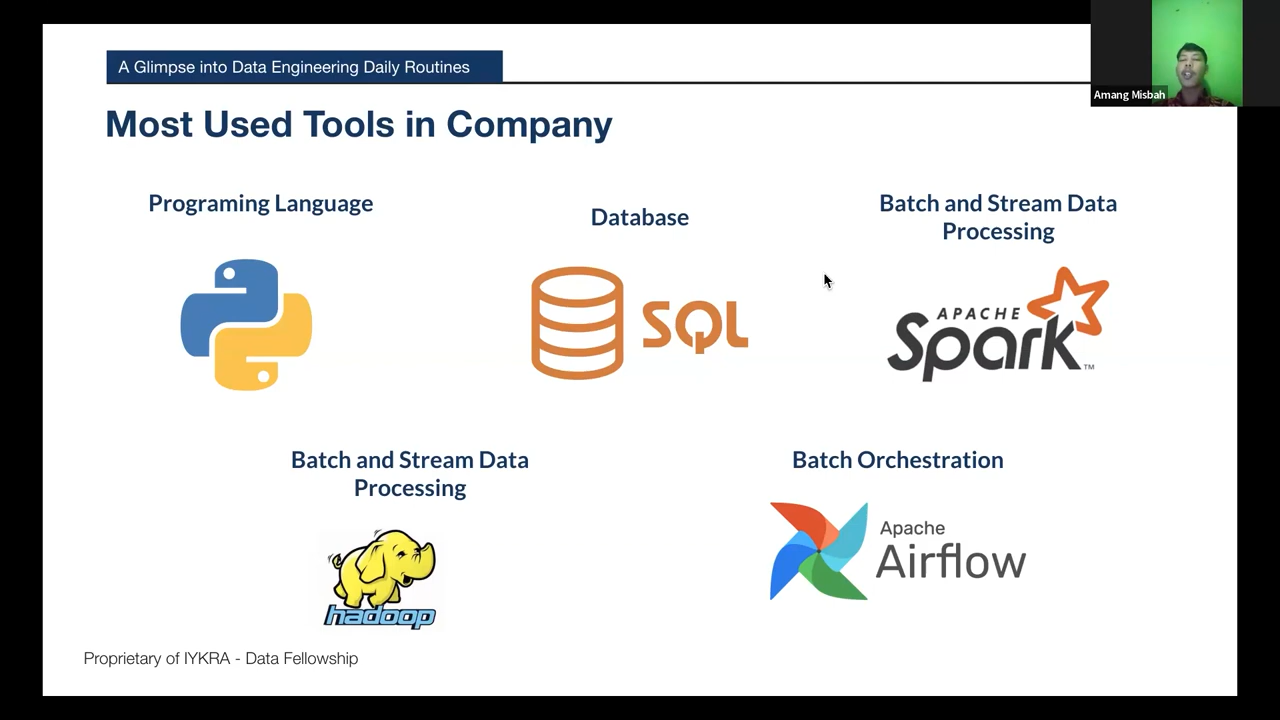 A Glimpse into Data Engineering Daily Routines
Amang Misbah
Most Used Tools in Company
Programing Language
Database
Batch and Stream Data
Processing
SQL
APACHE
Spark™
Batch and Stream Data
Processing
Batch Orchestration
hadoop
Apache
Airflow
Proprietary of IYKRA - Data Fellowship